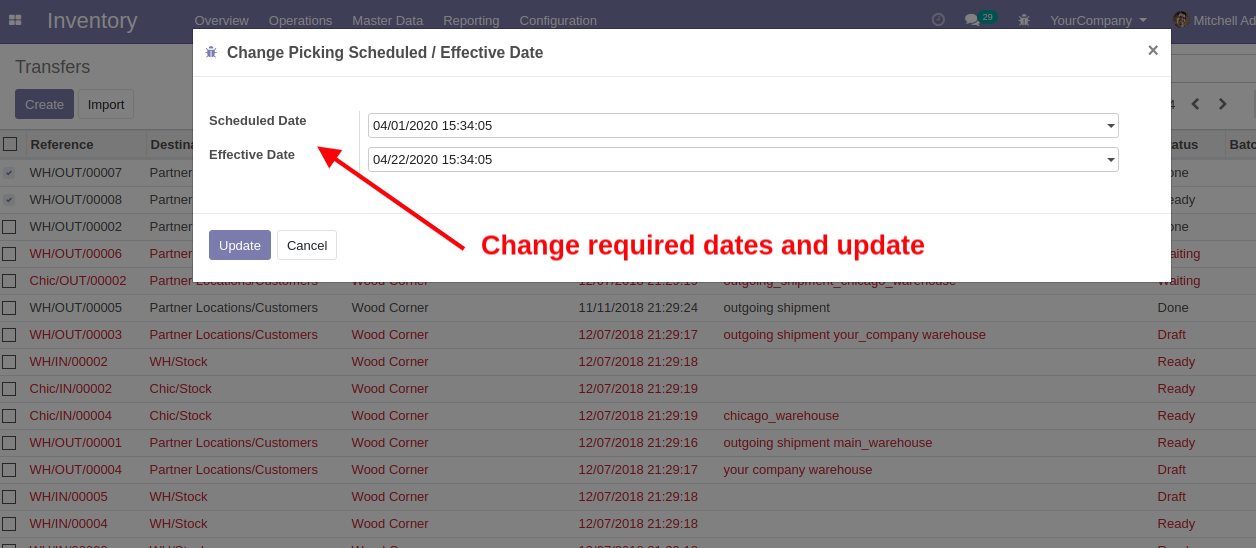 Inventory Overview Operations Master Data Reporting Configuration 29 YourCompany Mitchell Ad
Change Picking Scheduled / Effective Date ×
Transfers
Create Import
Scheduled Date 04/01/2020 15:34:05
Effective Date 04/22/2020 15:34:05
Reference
WH/OUT/00007 Partner
WH/OUT/00008 Partner
WH/OUT/00002 Partner
Update Cancel
Change required dates and update
WH/OUT/00006 Partner
Chic/OUT/00002 Partner Locations/Customers Wood Corner 12/07/2018 21:29:19 outgoing_shipment_chicago_warehouse Waiting
WH/OUT/00005 Partner Locations/Customers Wood Corner 11/11/2018 21:29:24 outgoing shipment Done
WH/OUT/00003 Partner Locations/Customers Wood Corner 12/07/2018 21:29:17 outgoing shipment your_company warehouse Draft
WH/IN/00002 WH/Stock Wood Corner 12/07/2018 21:29:18 Ready
Chic/IN/00002 Chic/Stock Wood Corner 12/07/2018 21:29:19 Ready
Chic/IN/00004 Chic/Stock Wood Corner 12/07/2018 21:29:19 chicago_warehouse Ready
WH/OUT/00001 Partner Locations/Customers Wood Corner 12/07/2018 21:29:16 outgoing shipment main_warehouse Ready
WH/OUT/00004 Partner Locations/Customers Wood Corner 12/07/2018 21:29:17 your company warehouse Draft
WH/IN/00005 WH/Stock Wood Corner 12/07/2018 21:29:18 Draft
WH/IN/00004 WH/Stock Wood Corner 12/07/2018 21:29:18 Ready